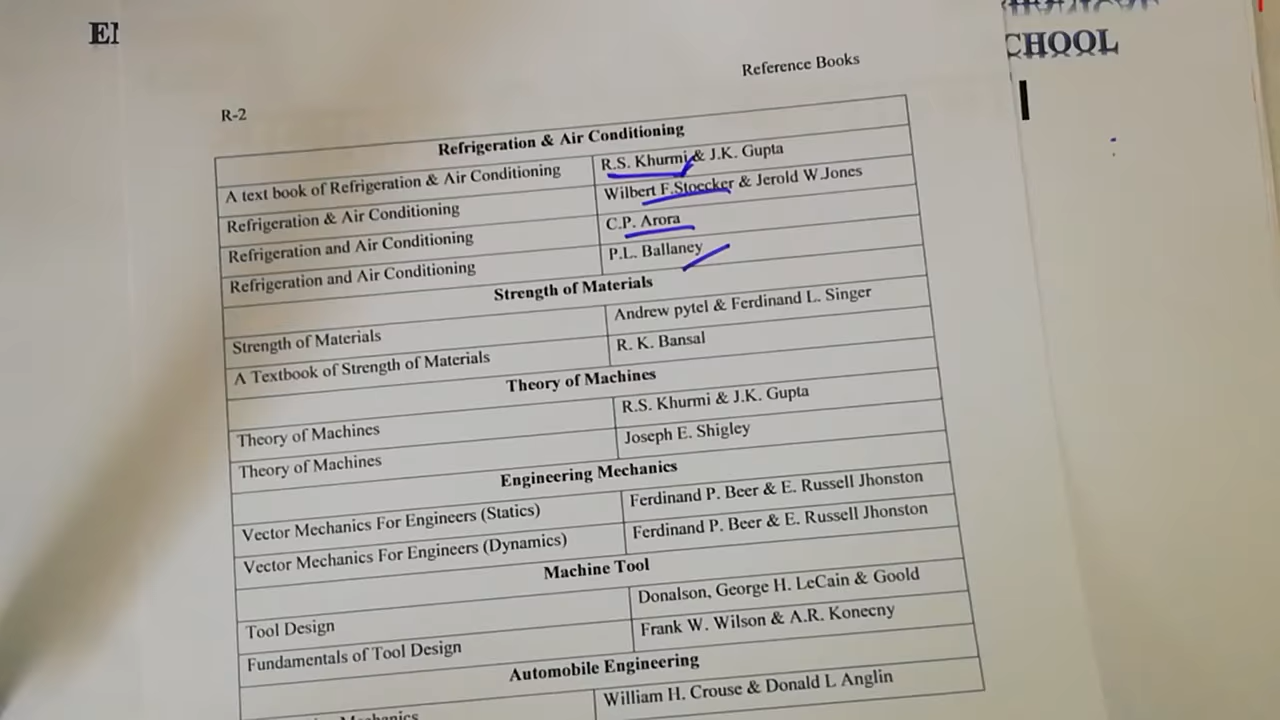 CHOOL
Reference Books
R-2
Refrigeration & Air Conditioning
A text book of Refrigeration & Air Conditioning R.S. Khurmi & J.K. Gupta
Refrigeration & Air Conditioning Wilbert F.Stoecker & Jerold W.Jones
Refrigeration and Air Conditioning C.P. Arora
Refrigeration and Air Conditioning P.L. Ballaney
Strength of Materials
Strength of Materials Andrew pytel & Ferdinand L. Singer
A Textbook of Strength of Materials R. K. Bansal
Theory of Machines
Theory of Machines R.S. Khurmi & J.K. Gupta
Theory of Machines Joseph E. Shigley
Engineering Mechanics
Vector Mechanics For Engineers (Statics) Ferdinand P. Beer & E. Russell Jhonston
Vector Mechanics For Engineers (Dynamics) Ferdinand P. Beer & E. Russell Jhonston
Machine Tool
Tool Design Donalson, George H. LeCain & Goold
Fundamentals of Tool Design Frank W. Wilson & A.R. Konecny
Automobile Engineering
Mechanics William H. Crouse & Donald L Anglin